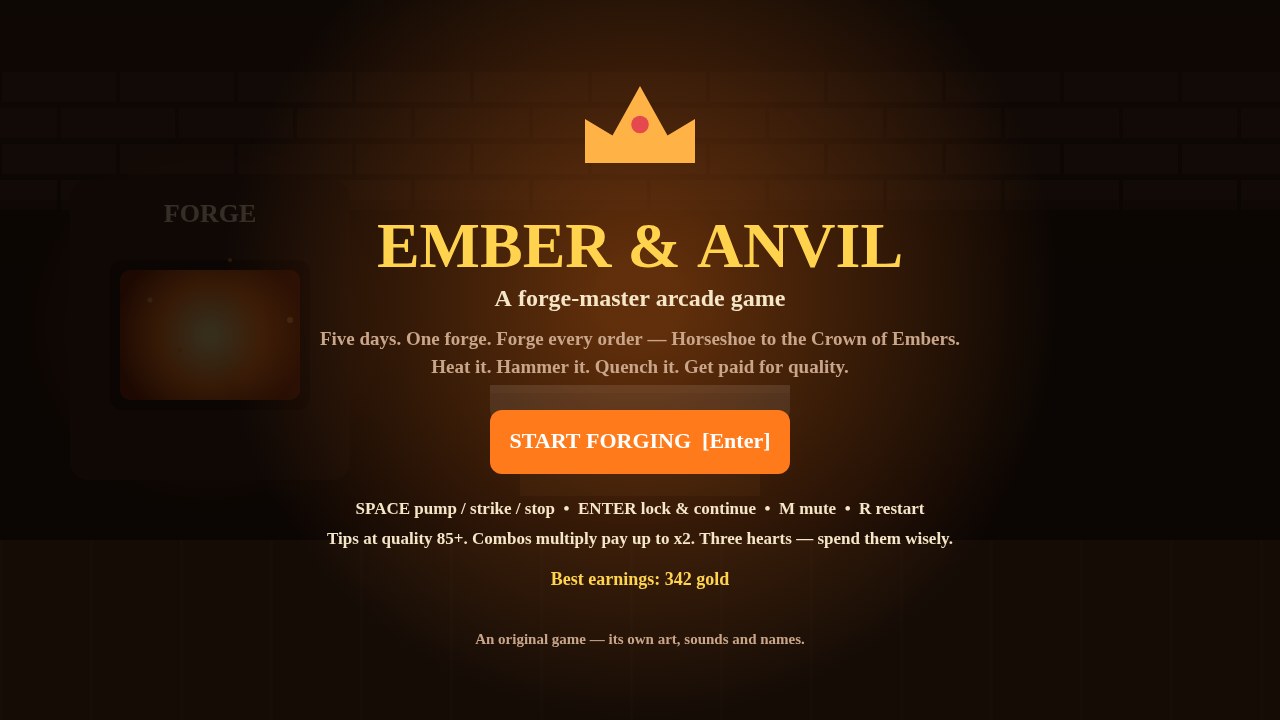 FORGE
EMBER & ANVIL
A forge-master arcade game
Five days. One forge. Forge every order — Horseshoe to the Crown of Embers.
Heat it. Hammer it. Quench it. Get paid for quality.
START FORGING [Enter]
SPACE pump / strike / stop • ENTER lock & continue • M mute • R restart
Tips at quality 85+. Combos multiply pay up to x2. Three hearts — spend them wisely.
Best earnings: 342 gold
An original game — its own art, sounds and names.